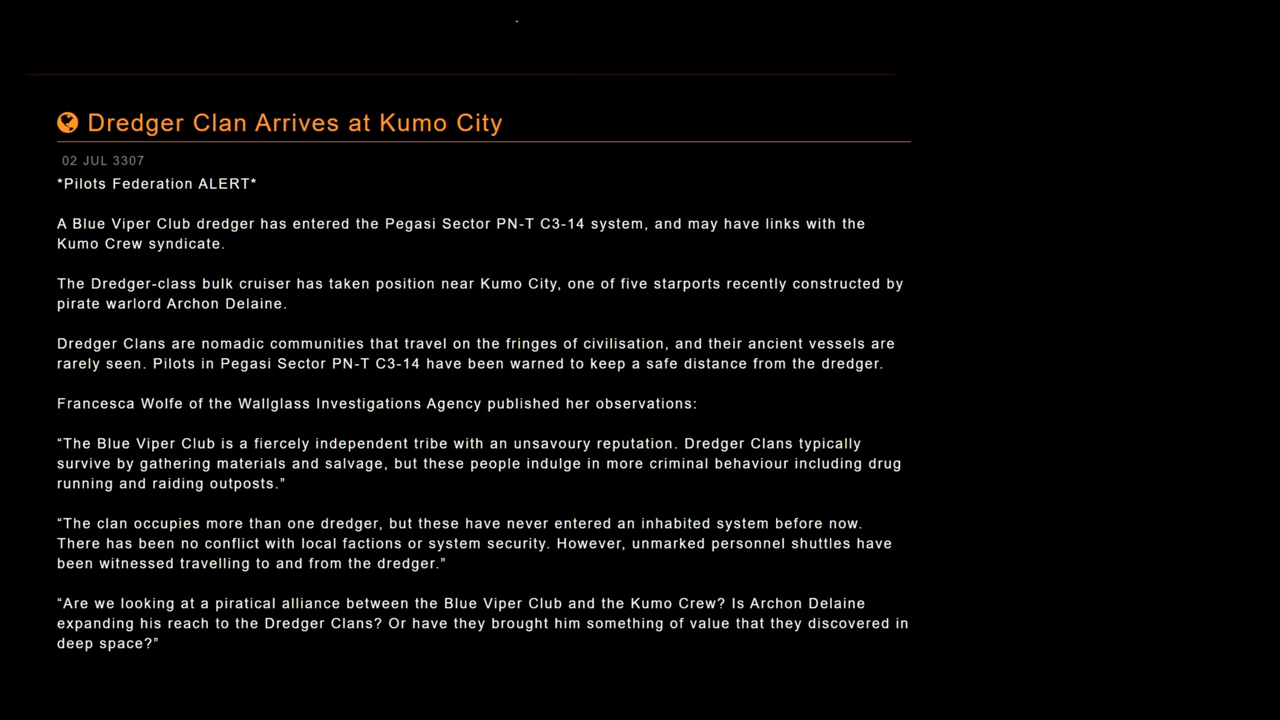 Dredger Clan Arrives at Kumo City
02 JUL 3307
*Pilots Federation ALERT*
A Blue Viper Club dredger has entered the Pegasi Sector PN-T C3-14 system, and may have links with the
Kumo Crew syndicate.
The Dredger-class bulk cruiser has taken position near Kumo City, one of five starports recently constructed by
pirate warlord Archon Delaine.
Dredger Clans are nomadic communities that travel on the fringes of civilisation, and their ancient vessels are
rarely seen. Pilots in Pegasi Sector PN-T C3-14 have been warned to keep a safe distance from the dredger.
Francesca Wolfe of the Wallglass Investigations Agency published her observations:
“The Blue Viper Club is a fiercely independent tribe with an unsavoury reputation. Dredger Clans typically
survive by gathering materials and salvage, but these people indulge in more criminal behaviour including drug
running and raiding outposts.”
“The clan occupies more than one dredger, but these have never entered an inhabited system before now.
There has been no conflict with local factions or system security. However, unmarked personnel shuttles have
been witnessed travelling to and from the dredger.”
“Are we looking at a piratical alliance between the Blue Viper Club and the Kumo Crew? Is Archon Delaine
expanding his reach to the Dredger Clans? Or have they brought him something of value that they discovered in
deep space?”